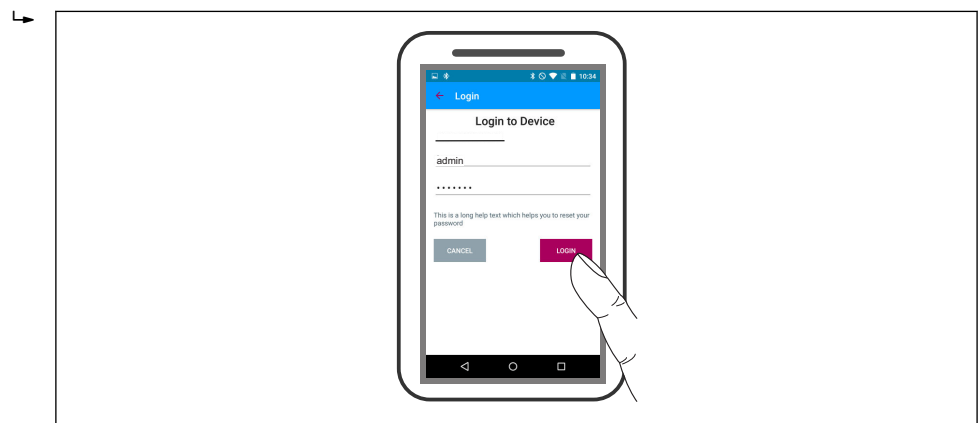 10:34
Login
Login to Device
admin
.......
This is a long help text which helps you to reset your
password
CANCEL
LOGIN